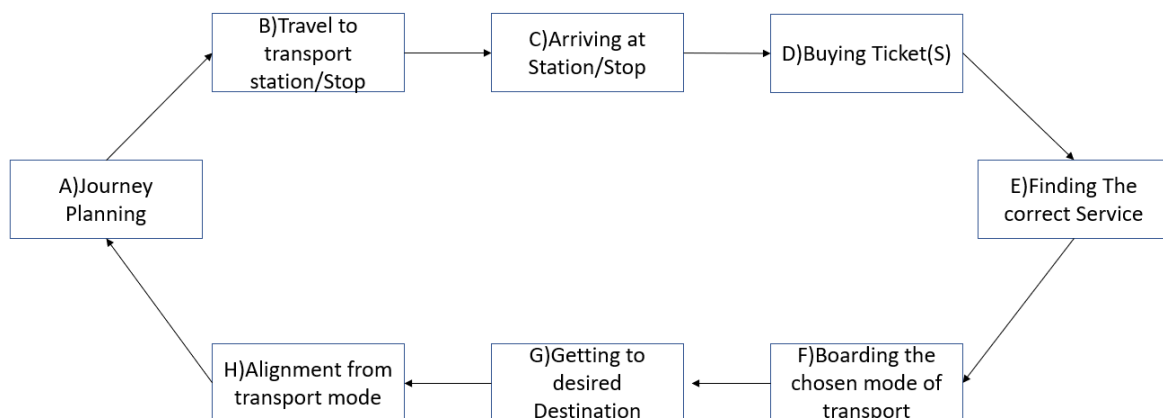 B)Travel to
transport
station/Stop
C)Arriving at
Station/Stop
D)Buying Ticket(S)
A)Journey
Planning
E)Finding The
correct Service
H)Alignment from
transport mode
G)Getting to
desired
Destination
F)Boarding the
chosen mode of
transport